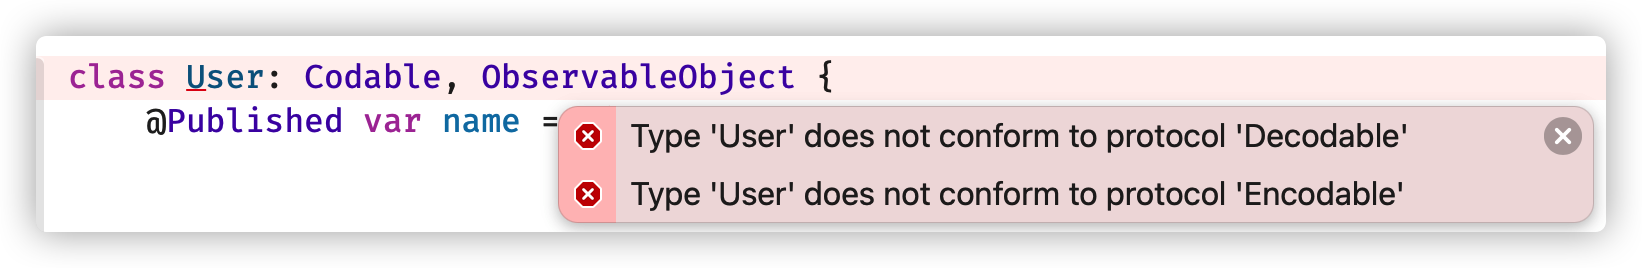 class User: Codable, ObservableObject {
@Published var name =
Type 'User' does not conform to protocol 'Decodable'
Type 'User' does not conform to protocol 'Encodable'